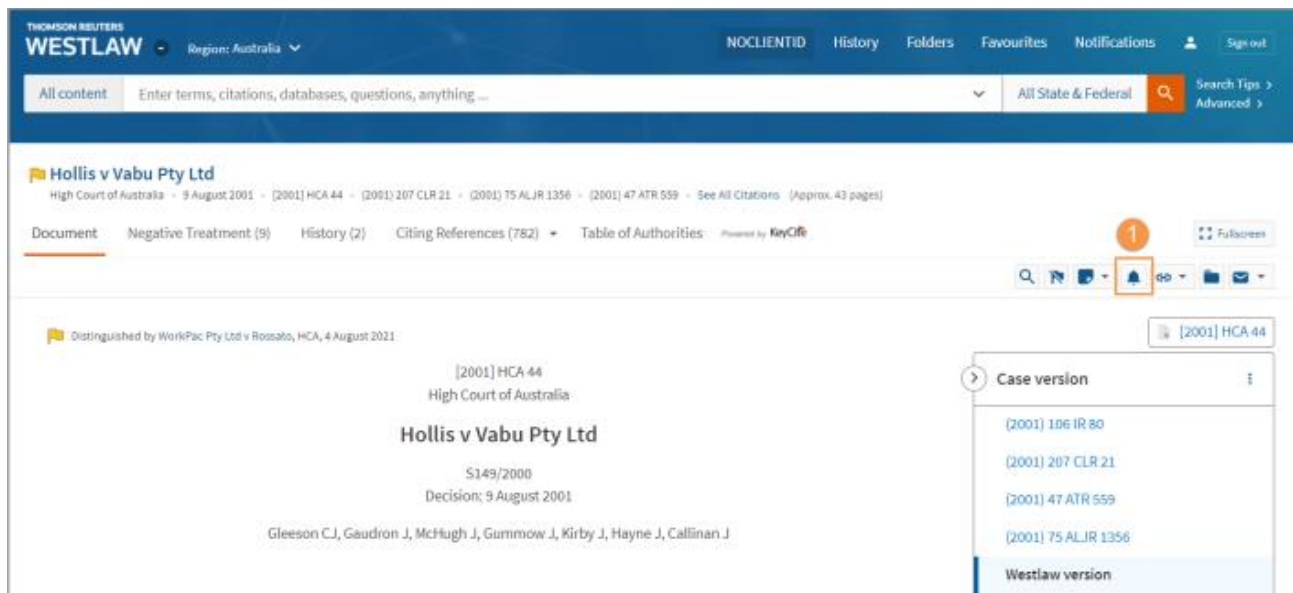 THOMSON REUTERS
WESTLAW Region: Australia NOCLIENTID History Folders Favourites Notifications Sign out
All content Enter terms, citations, databases, questions, anything ... All State & Federal Search Tips >
Advanced >
Hollis v Vabu Pty Ltd
High Court of Australia - 9 August 2001 - [2001] HCA 44 - (2001) 207 CLR 21 - (2001) 75 ALJR 1356 - (2001) 47 ATR 559 - See All Citations (Approx. 43 pages)
Document Negative Treatment (9) History (2) Citing References (782) Table of Authorities Powered by KeyCite 1 Fullscreen
Distinguished by WorkPac Pty Ltd v Rossato, HCA, 4 August 2021 [2001] HCA 44
[2001] HCA 44
High Court of Australia
Hollis v Vabu Pty Ltd
S149/2000
Decision: 9 August 2001
Gleeson CJ, Gaudron J, McHugh J, Gummow J, Kirby J, Hayne J, Callinan J
Case version
(2001) 106 IR 80
(2001) 207 CLR 21
(2001) 47 ATR 559
(2001) 75 ALJR 1356
Westlaw version